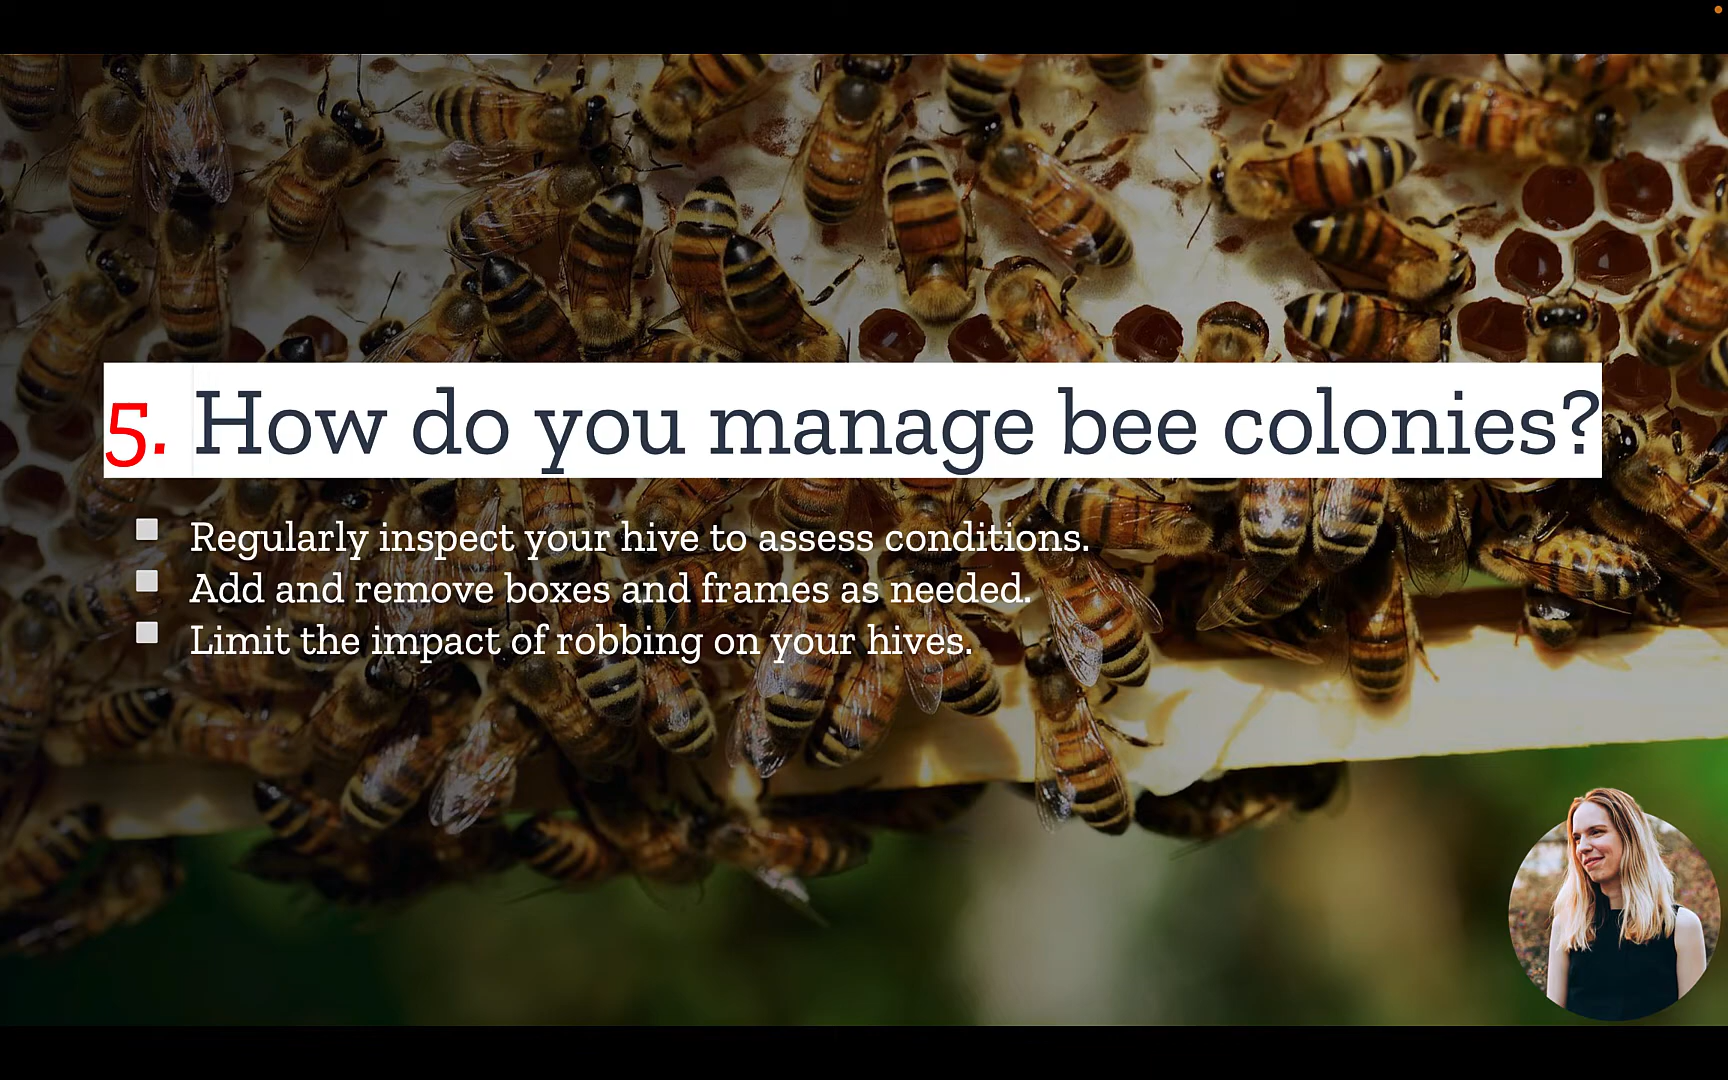 5. How do you manage bee colonies?
Regularly inspect your hive to assess conditions.
Add and remove boxes and frames as needed.
Limit the impact of robbing on your hives.